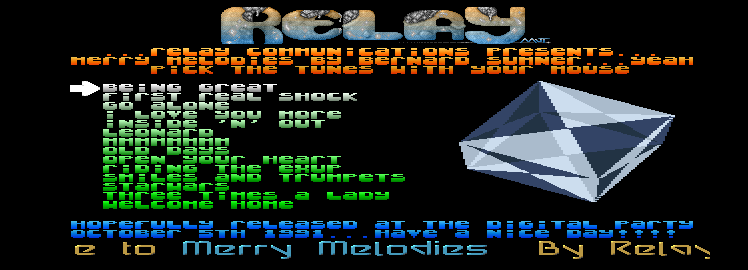 RELAY
...RELAY COMMUNICATIONS PRESENTS...
MERRY MELODIES BY BERNARD SUMNER...YEAH
PICK THE TUNES WITH YOUR MOUSE
BEING GREAT
FIRST REAL SHOCK
GO ALONE
I LOVE YOU MORE
INSIDE 'N' OUT
LEONARD
MMMMMMM
OLD DAYS
OPEN YOUR HEART
RIDING THE EXUP
SMILES AND TRUMPETS
STARWARS
THREE TIMES A LADY
WELCOME HOME
HOPEFULLY RELEASED AT THE DIGITAL PARTY
OCTOBER 5TH 1991...HAVE A NICE DAY!!!!
e to Merry Melodies By Relay